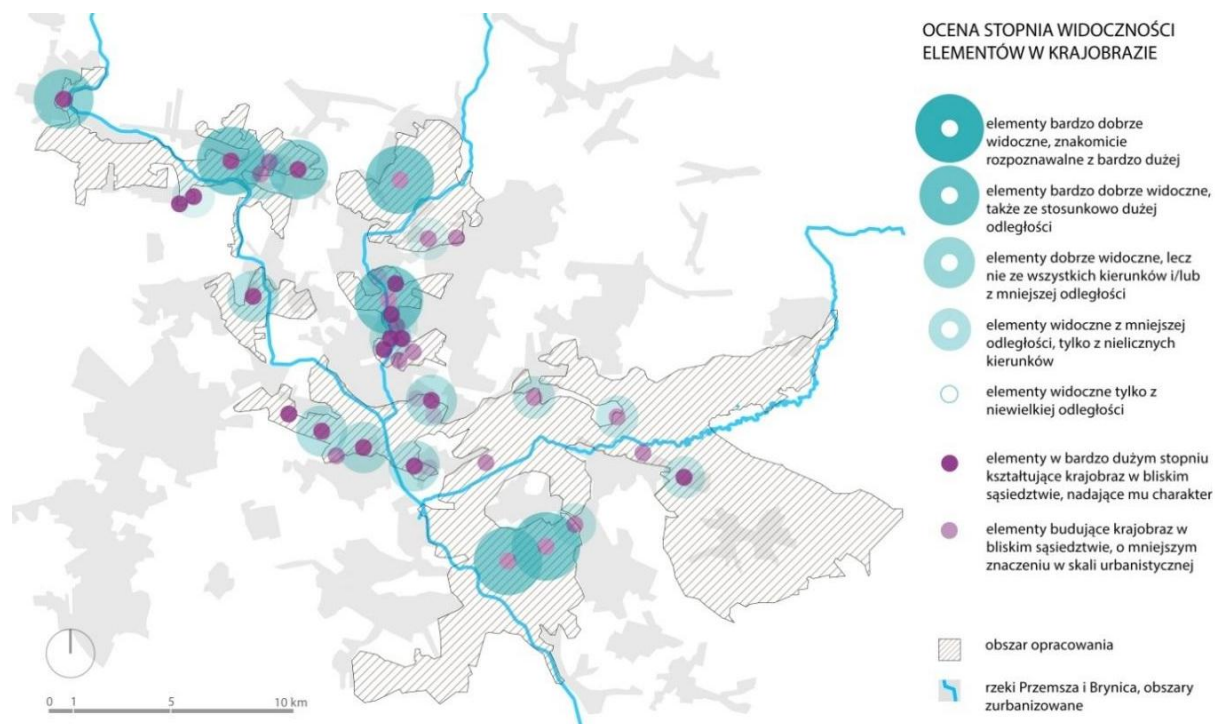 OCENA STOPNIA WIDOCZNOŚCI
ELEMENTÓW W KRAJOBRAZIE
elementy bardzo dobrze
widoczne, znakomicie
rozpoznawalne z bardzo dużej
elementy bardzo dobrze widoczne,
także ze stosunkowo dużej
odległości
elementy dobrze widoczne, lecz
nie ze wszystkich kierunków i/lub
z mniejszej odległości
elementy widoczne z mniejszej
odległości, tylko z nielicznych
kierunków
elementy widoczne tylko z
niewielkiej odległości
elementy w bardzo dużym stopniu
kształtujące krajobraz w bliskim
sąsiedztwie, nadające mu charakter
elementy budujące krajobraz w
bliskim sąsiedztwie, o mniejszym
znaczeniu w skali urbanistycznej
obszar opracowania
rzeki Przemsza i Brynica, obszary
zurbanizowane
0 1 5 10 km